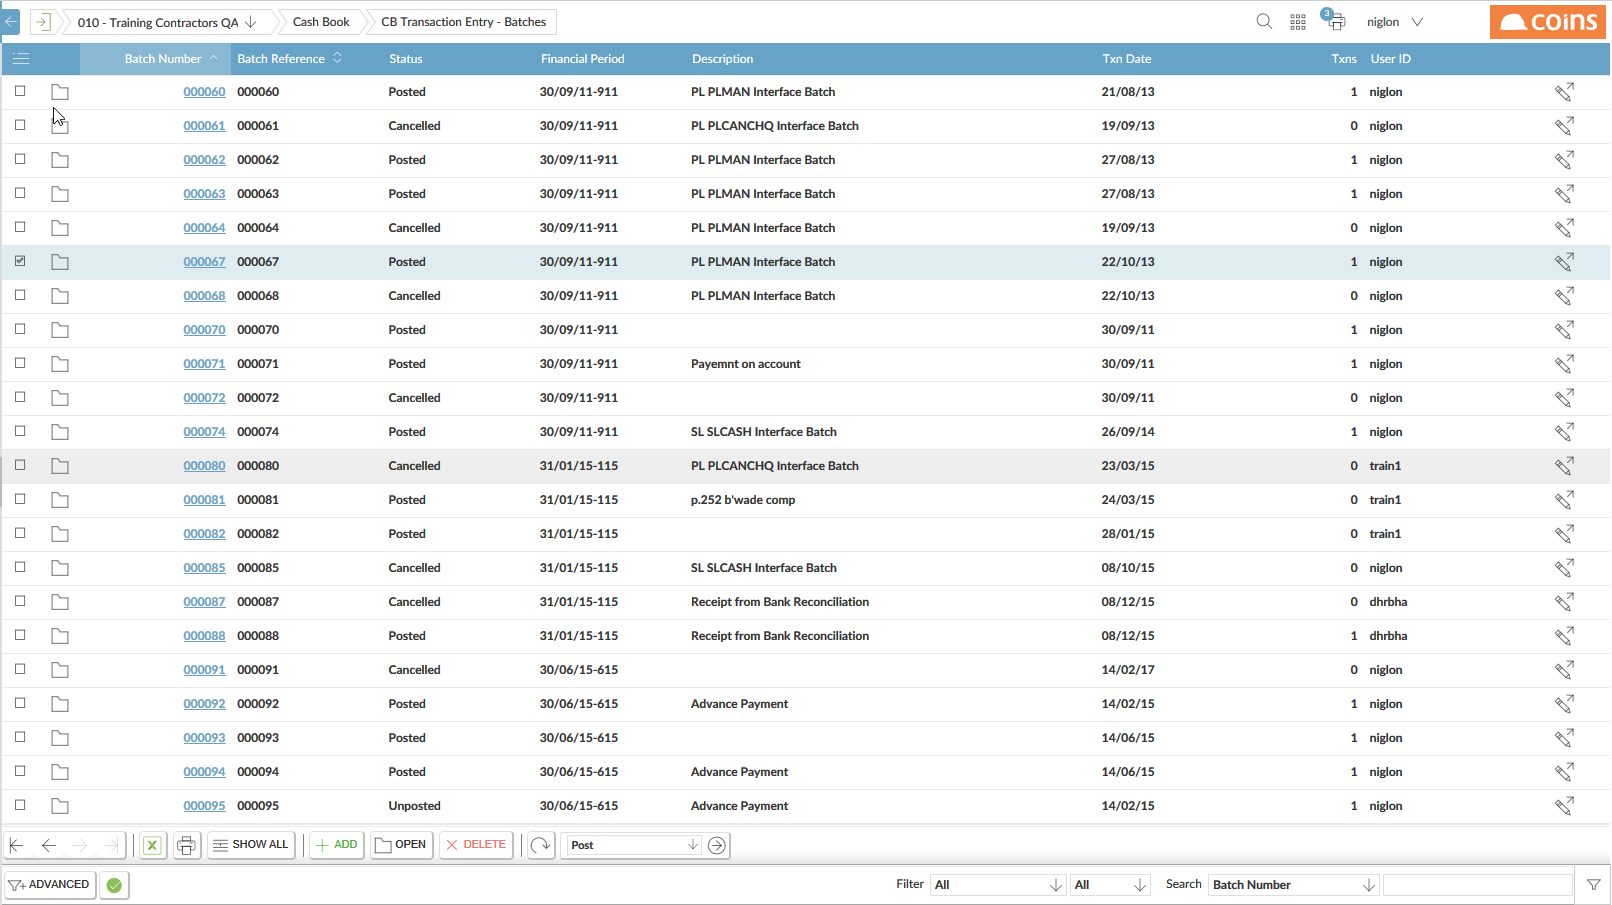 010 - Training Contractors QA Cash Book CB Transaction Entry - Batches 3 niglon coins
Batch Number Batch Reference Status Financial Period Description Txn Date Txns User ID
000060 000060 Posted 30/09/11-911 PL PLMAN Interface Batch 21/08/13 1 niglon
000061 000061 Cancelled 30/09/11-911 PL PLCANCHQ Interface Batch 19/09/13 0 niglon
000062 000062 Posted 30/09/11-911 PL PLMAN Interface Batch 27/08/13 1 niglon
000063 000063 Posted 30/09/11-911 PL PLMAN Interface Batch 27/08/13 1 niglon
000064 000064 Cancelled 30/09/11-911 PL PLMAN Interface Batch 19/09/13 0 niglon
000067 000067 Posted 30/09/11-911 PL PLMAN Interface Batch 22/10/13 1 niglon
000068 000068 Cancelled 30/09/11-911 PL PLMAN Interface Batch 22/10/13 0 niglon
000070 000070 Posted 30/09/11-911 30/09/11 1 niglon
000071 000071 Posted 30/09/11-911 Payemnt on account 30/09/11 1 niglon
000072 000072 Cancelled 30/09/11-911 30/09/11 0 niglon
000074 000074 Posted 30/09/11-911 SL SLCASH Interface Batch 26/09/14 1 niglon
000080 000080 Cancelled 31/01/15-115 PL PLCANCHQ Interface Batch 23/03/15 0 train1
000081 000081 Posted 31/01/15-115 p.252 b'wade comp 24/03/15 0 train1
000082 000082 Posted 31/01/15-115 28/01/15 0 train1
000085 000085 Cancelled 31/01/15-115 SL SLCASH Interface Batch 08/10/15 0 niglon
000087 000087 Cancelled 31/01/15-115 Receipt from Bank Reconciliation 08/12/15 0 dhrbha
000088 000088 Posted 31/01/15-115 Receipt from Bank Reconciliation 08/12/15 1 dhrbha
000091 000091 Cancelled 30/06/15-615 14/02/17 0 niglon
000092 000092 Posted 30/06/15-615 Advance Payment 14/02/15 1 niglon
000093 000093 Posted 30/06/15-615 14/06/15 1 niglon
000094 000094 Posted 30/06/15-615 Advance Payment 14/06/15 1 niglon
000095 000095 Unposted 30/06/15-615 Advance Payment 14/02/15 1 niglon
X SHOW ALL ADD OPEN DELETE Post
ADVANCED Filter All All Search Batch Number